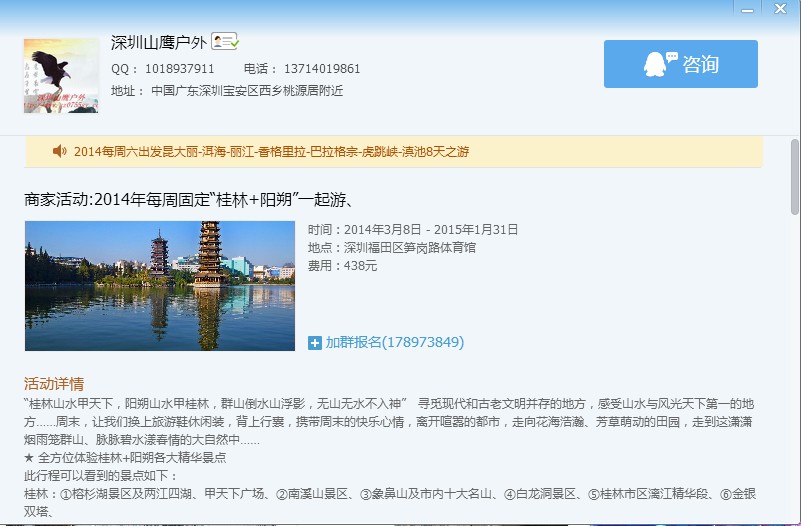 深圳山鹰户外
QQ： 1018937911 电话： 13714019861
地址： 中国广东深圳宝安区西乡桃源居附近
咨询
深圳山鹰户外
2014每周六出发昆大丽-洱海-丽江-香格里拉-巴拉格宗-虎跳峡-滇池8天之游
商家活动:2014年每周固定“桂林+阳朔”一起游、
时间：2014年3月8日 - 2015年1月31日
地点：深圳福田区笋岗路体育馆
费用：438元
加群报名(178973849)
活动详情
“桂林山水甲天下，阳朔山水甲桂林，群山倒水山浮影，无山无水不入神” 寻觅现代和古老文明并存的地方，感受山水与风光天下第一的地
方……周末，让我们换上旅游鞋休闲装，背上行囊，携带周末的快乐心情，离开喧嚣的都市，走向花海浩瀚、芳草萌动的田园，走到这潇潇
烟雨笼群山、脉脉碧水漾春情的大自然中……
★ 全方位体验桂林+阳朔各大精华景点
此行程可以看到的景点如下：
桂林：①榕杉湖景区及两江四湖、甲天下广场、②南溪山景区、③象鼻山及市内十大名山、④白龙洞景区、⑤桂林市区漓江精华段、⑥金银
双塔、